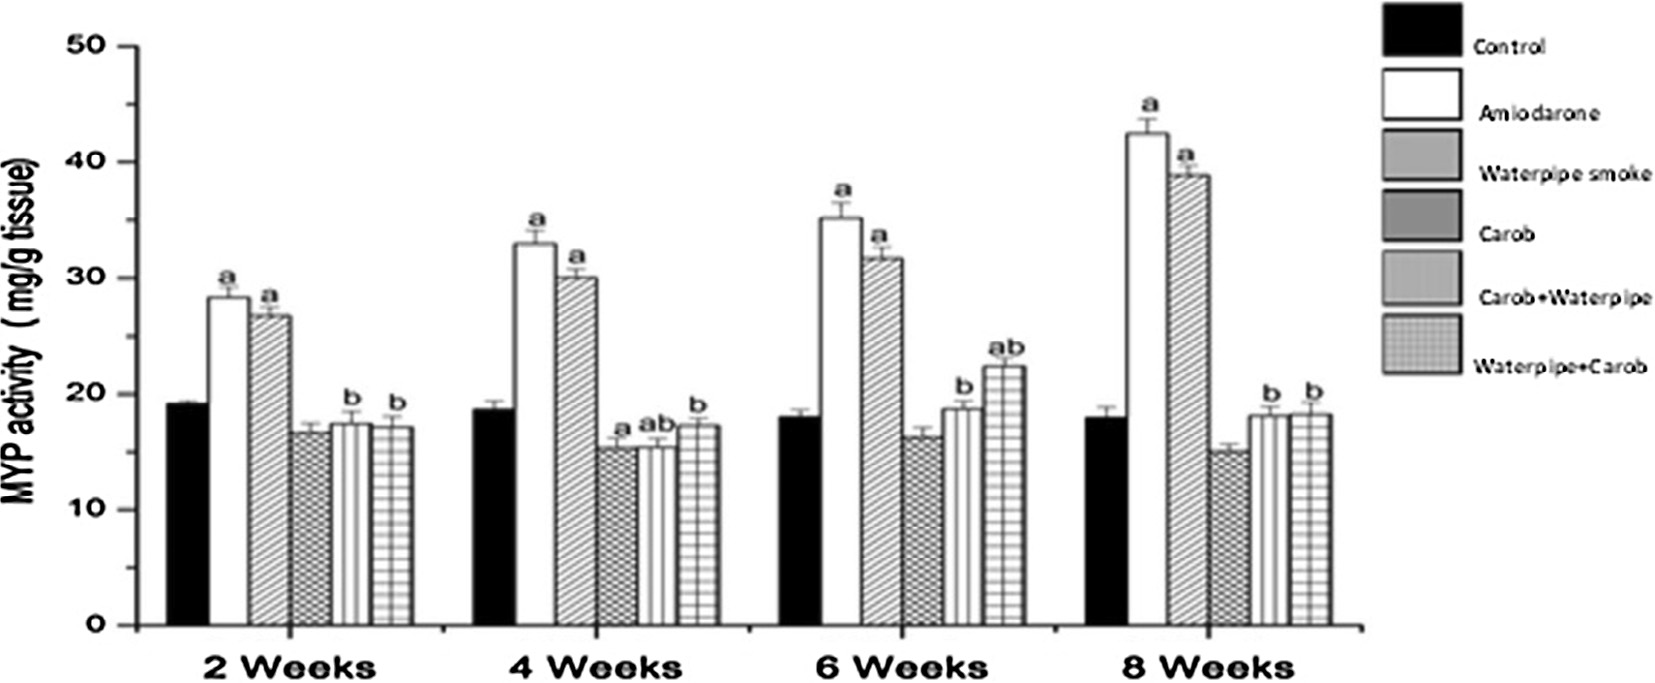 MYP activity ( mg/g tissue)
50
40
30
20
10
0
a
a
b
b
a
a
a
ab
b
a
a
b
ab
a
a
b
b
2 Weeks
4 Weeks
6 Weeks
8 Weeks
Control
Amiodarone
Waterpipe smoke
Carob
Carob+Waterpipe
Waterpipe+Carob